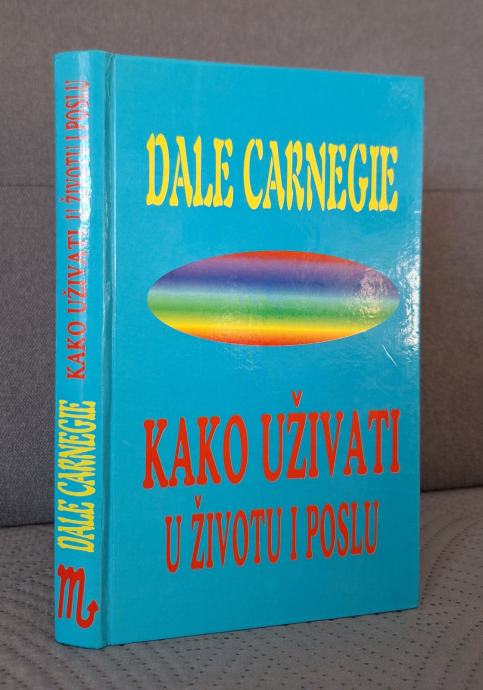 DALE CARNEGIE
KAKO UŽIVATI
U ŽIVOTU I POSLU
DALE CARNEGIE KAKO UŽIVATI U ŽIVOTU I POSLU
m